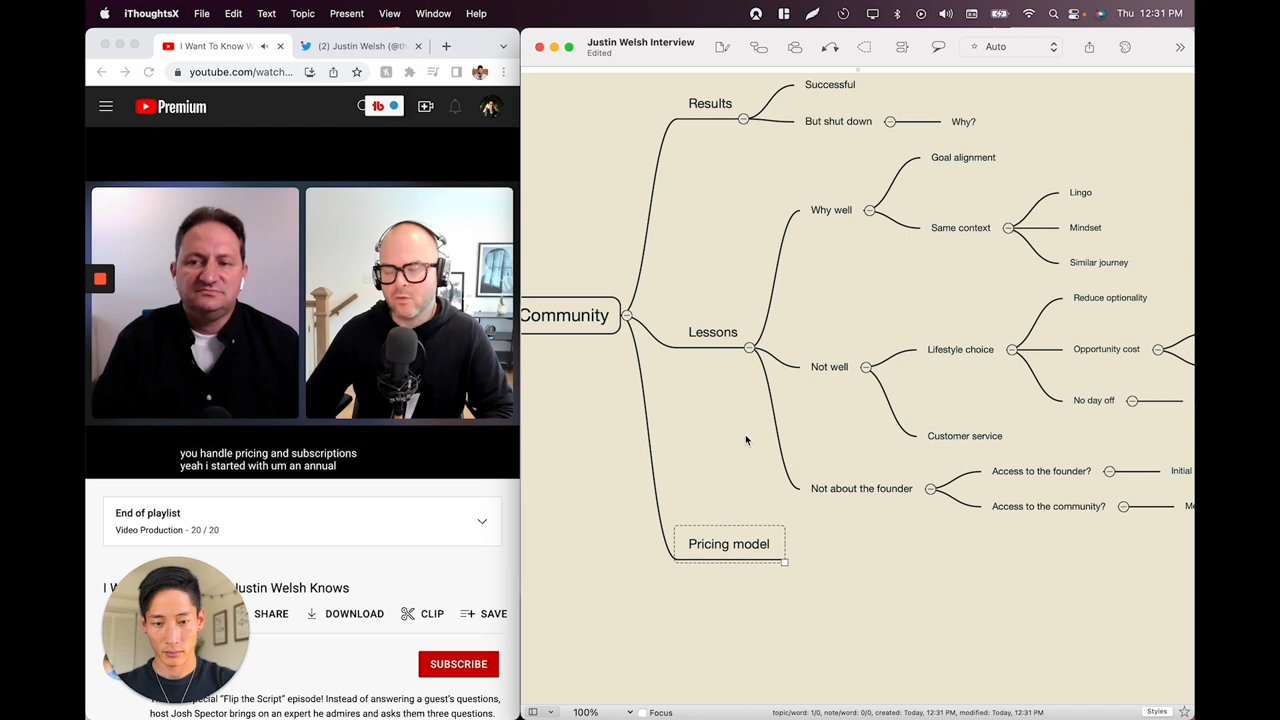 iThoughtsX File Edit Text Topic Present View Window Help Thu 12:31 PM
I Want To Know W
(2) Justin Welsh (@th
youtube.com/watch...
Premium
you handle pricing and subscriptions
yeah i started with um an annual
End of playlist
Video Production - 20 / 20
I W
ustin Welsh Knows
SHARE DOWNLOAD CLIP SAVE
SUBSCRIBE
pecial “Flip the Script” episode! Instead of answering a guest's questions,
host Josh Spector brings on an expert he admires and asks them three questions.
Justin Welsh Interview
Edited
Auto
Community
Results
Successful
But shut down
Why?
Lessons
Why well
Goal alignment
Same context
Lingo
Mindset
Similar journey
Not well
Lifestyle choice
Reduce optionality
Opportunity cost
No day off
Customer service
Not about the founder
Access to the founder?
Initial
Access to the community?
Me
Pricing model
100% Focus
topic/word: 1/0, note/word: 0/0, created: Today, 12:31 PM, modified: Today, 12:31 PM
Styles